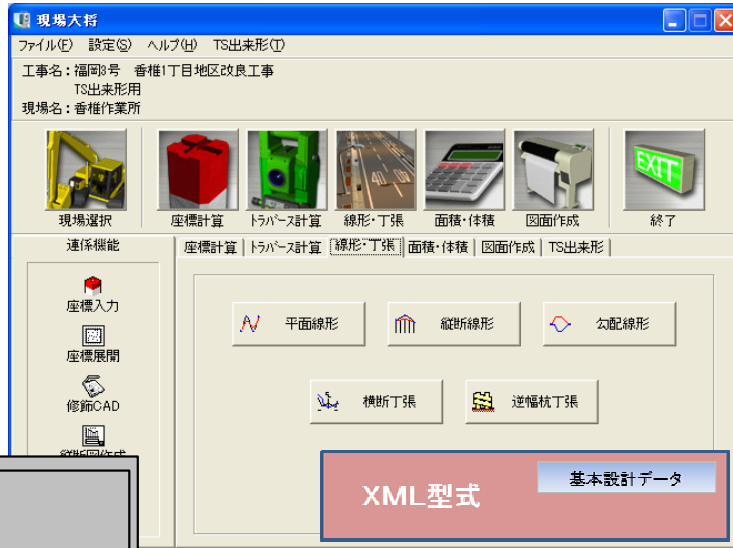 現場大将
ファイル(F) 設定(S) ヘルプ(H) TS出来形(T)
工事名：福岡3号 香椎1丁目地区改良工事
TS出来形用
現場名：香椎作業所
現場選択 座標計算 トラバース計算 線形・丁張 面積・体積 図面作成 終了
EXIT
連係機能
座標計算 トラバース計算 線形・丁張 面積・体積 図面作成 TS出来形
座標入力
座標展開
修飾CAD
縦断図作成
平面線形 縦断線形 勾配線形
横断丁張 逆幅杭丁張
XML型式
基本設計データ